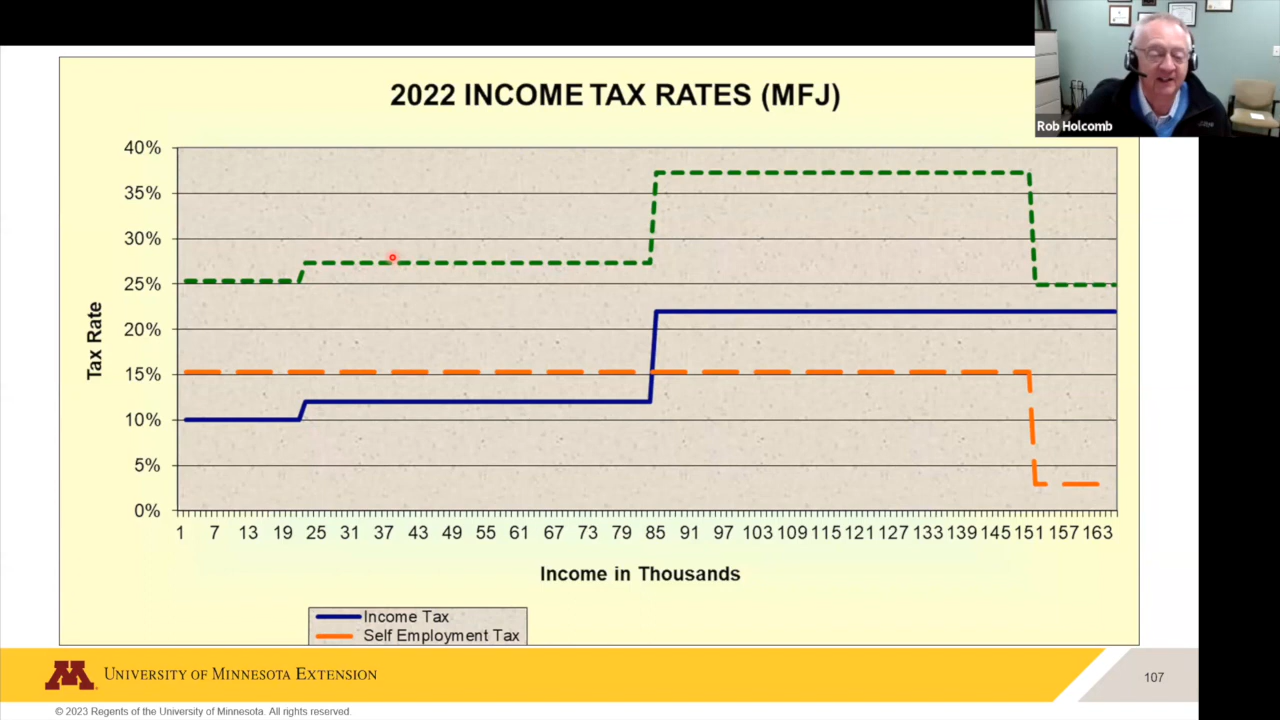 2022 INCOME TAX RATES (MFJ)
Rob Holcomb
40%
35%
30%
25%
20%
15%
10%
5%
0%
Tax Rate
1 7 13 19 25 31 37 43 49 55 61 67 73 79 85 91 97 103 109 115 121 127 133 139 145 151 157 163
Income in Thousands
Income Tax
Self Employment Tax
M UNIVERSITY OF MINNESOTA EXTENSION
107
© 2023 Regents of the University of Minnesota. All rights reserved.